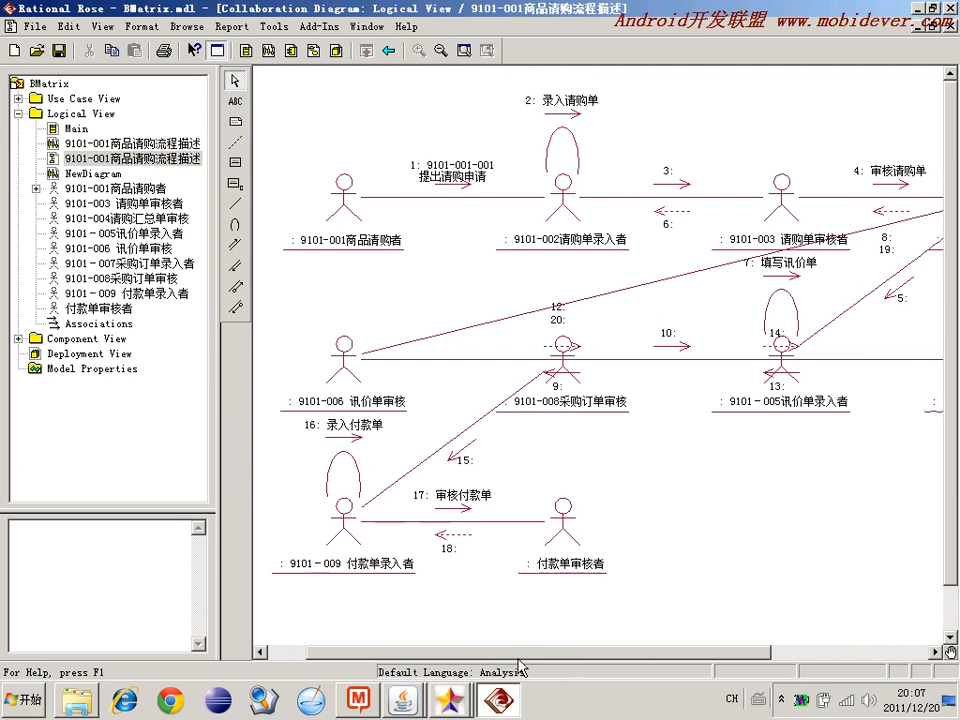 Rational Rose - BMatrix.mdl - [Collaboration Diagram: Logical View / 9101-001商品请购流程描述]
Android开发联盟 www.mobidever.com
File Edit View Format Browse Report Tools Add-Ins Window Help
BMatrix
Use Case View
Logical View
Main
9101-001商品请购流程描述
9101-001商品请购流程描述
NewDiagram
9101-001商品请购者
9101-003 请购单审核者
9101-004请购汇总单审核
9101－005讯价单录入者
9101-006 讯价单审核
9101－007采购订单录入者
9101-008采购订单审核
9101－009 付款单录入者
付款单审核者
Associations
Component View
Deployment View
Model Properties
ABC
2: 录入请购单
1: 9101-001-001
提出请购申请
3:
4: 审核请购单
6:
: 9101-001商品请购者
: 9101-002请购单录入者
: 9101-003 请购单审核者
8:
19:
7: 填写讯价单
5:
12:
20:
10:
14:
9:
13:
: 9101-006 讯价单审核
: 9101-008采购订单审核
: 9101－005讯价单录入者
:
16: 录入付款单
15:
17: 审核付款单
18:
: 9101－009 付款单录入者
: 付款单审核者
For Help, press F1
Default Language: Analysis
开始
CH
20:07
2011/12/20